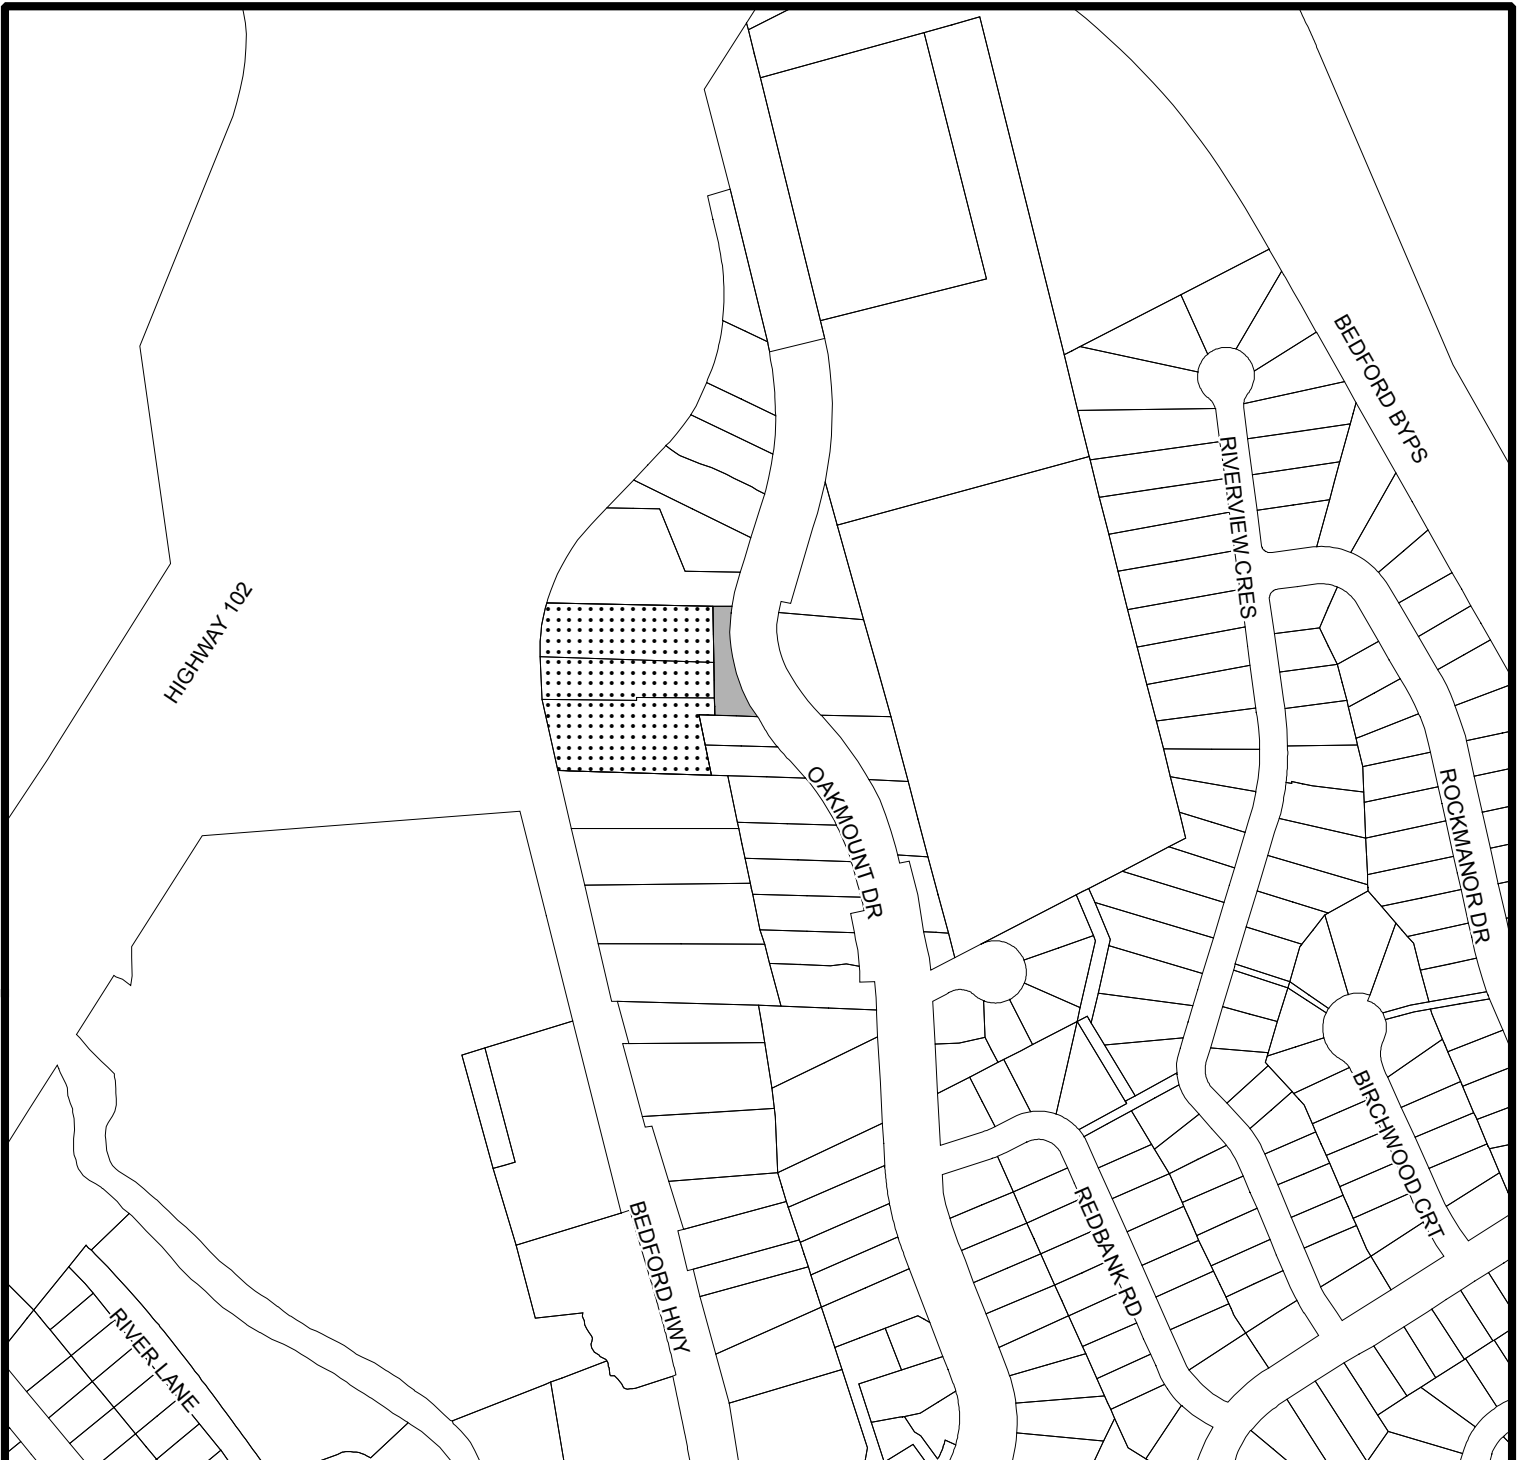 BEDFORD BYPS
RIVERVIEW CRES
HIGHWAY 102
OAKMOUNT DR
ROCKMANOR DR
BIRCHWOOD CRT
REDBANK RD
BEDFORD HWY
RIVER LANE